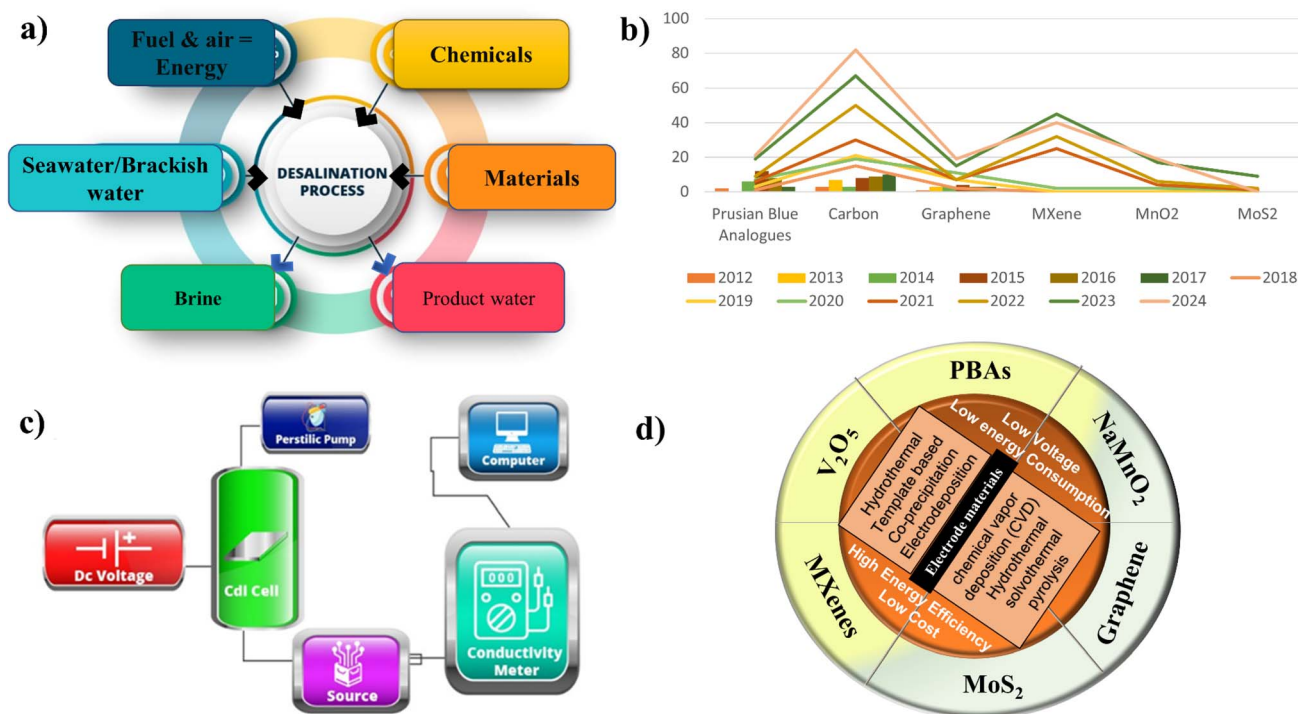 a)
Fuel & air =
Energy
Chemicals
Seawater/Brackish
water
DESALINATION
PROCESS
Materials
Brine
Product water
b)
100
80
60
40
20
0
Prusian Blue
Analogues
Carbon
Graphene
MXene
MnO2
MoS2
2012
2013
2014
2015
2016
2017
2018
2019
2020
2021
2022
2023
2024
c)
Perstilic Pump
Computer
Dc Voltage
Cdl Cell
Source
Conductivity
Meter
d)
PBAs
NaMnO₂
Graphene
MoS₂
MXenes
V₂O₅
Low Voltage
Low energy Consumption
Hydrothermal
Template based
Co-precipitation
Electrodeposition
Electrode materials
chemical vapor
deposition (CVD)
Hydrothermal
solvothermal
pyrolysis
High Energy Efficiency
Low Cost